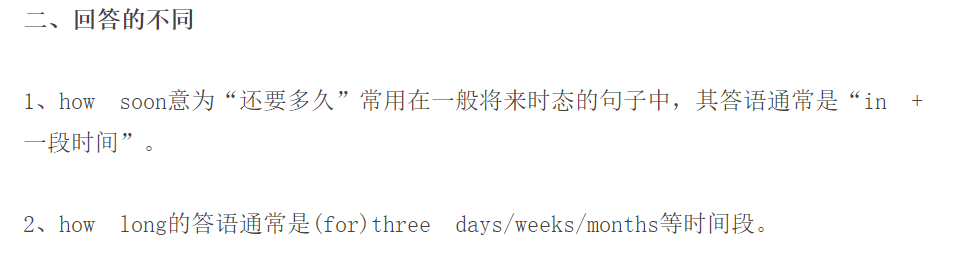 二、回答的不同
1、how soon意为“还要多久”常用在一般将来时态的句子中，其答语通常是“in +
一段时间”。
2、how long的答语通常是(for)three days/weeks/months等时间段。